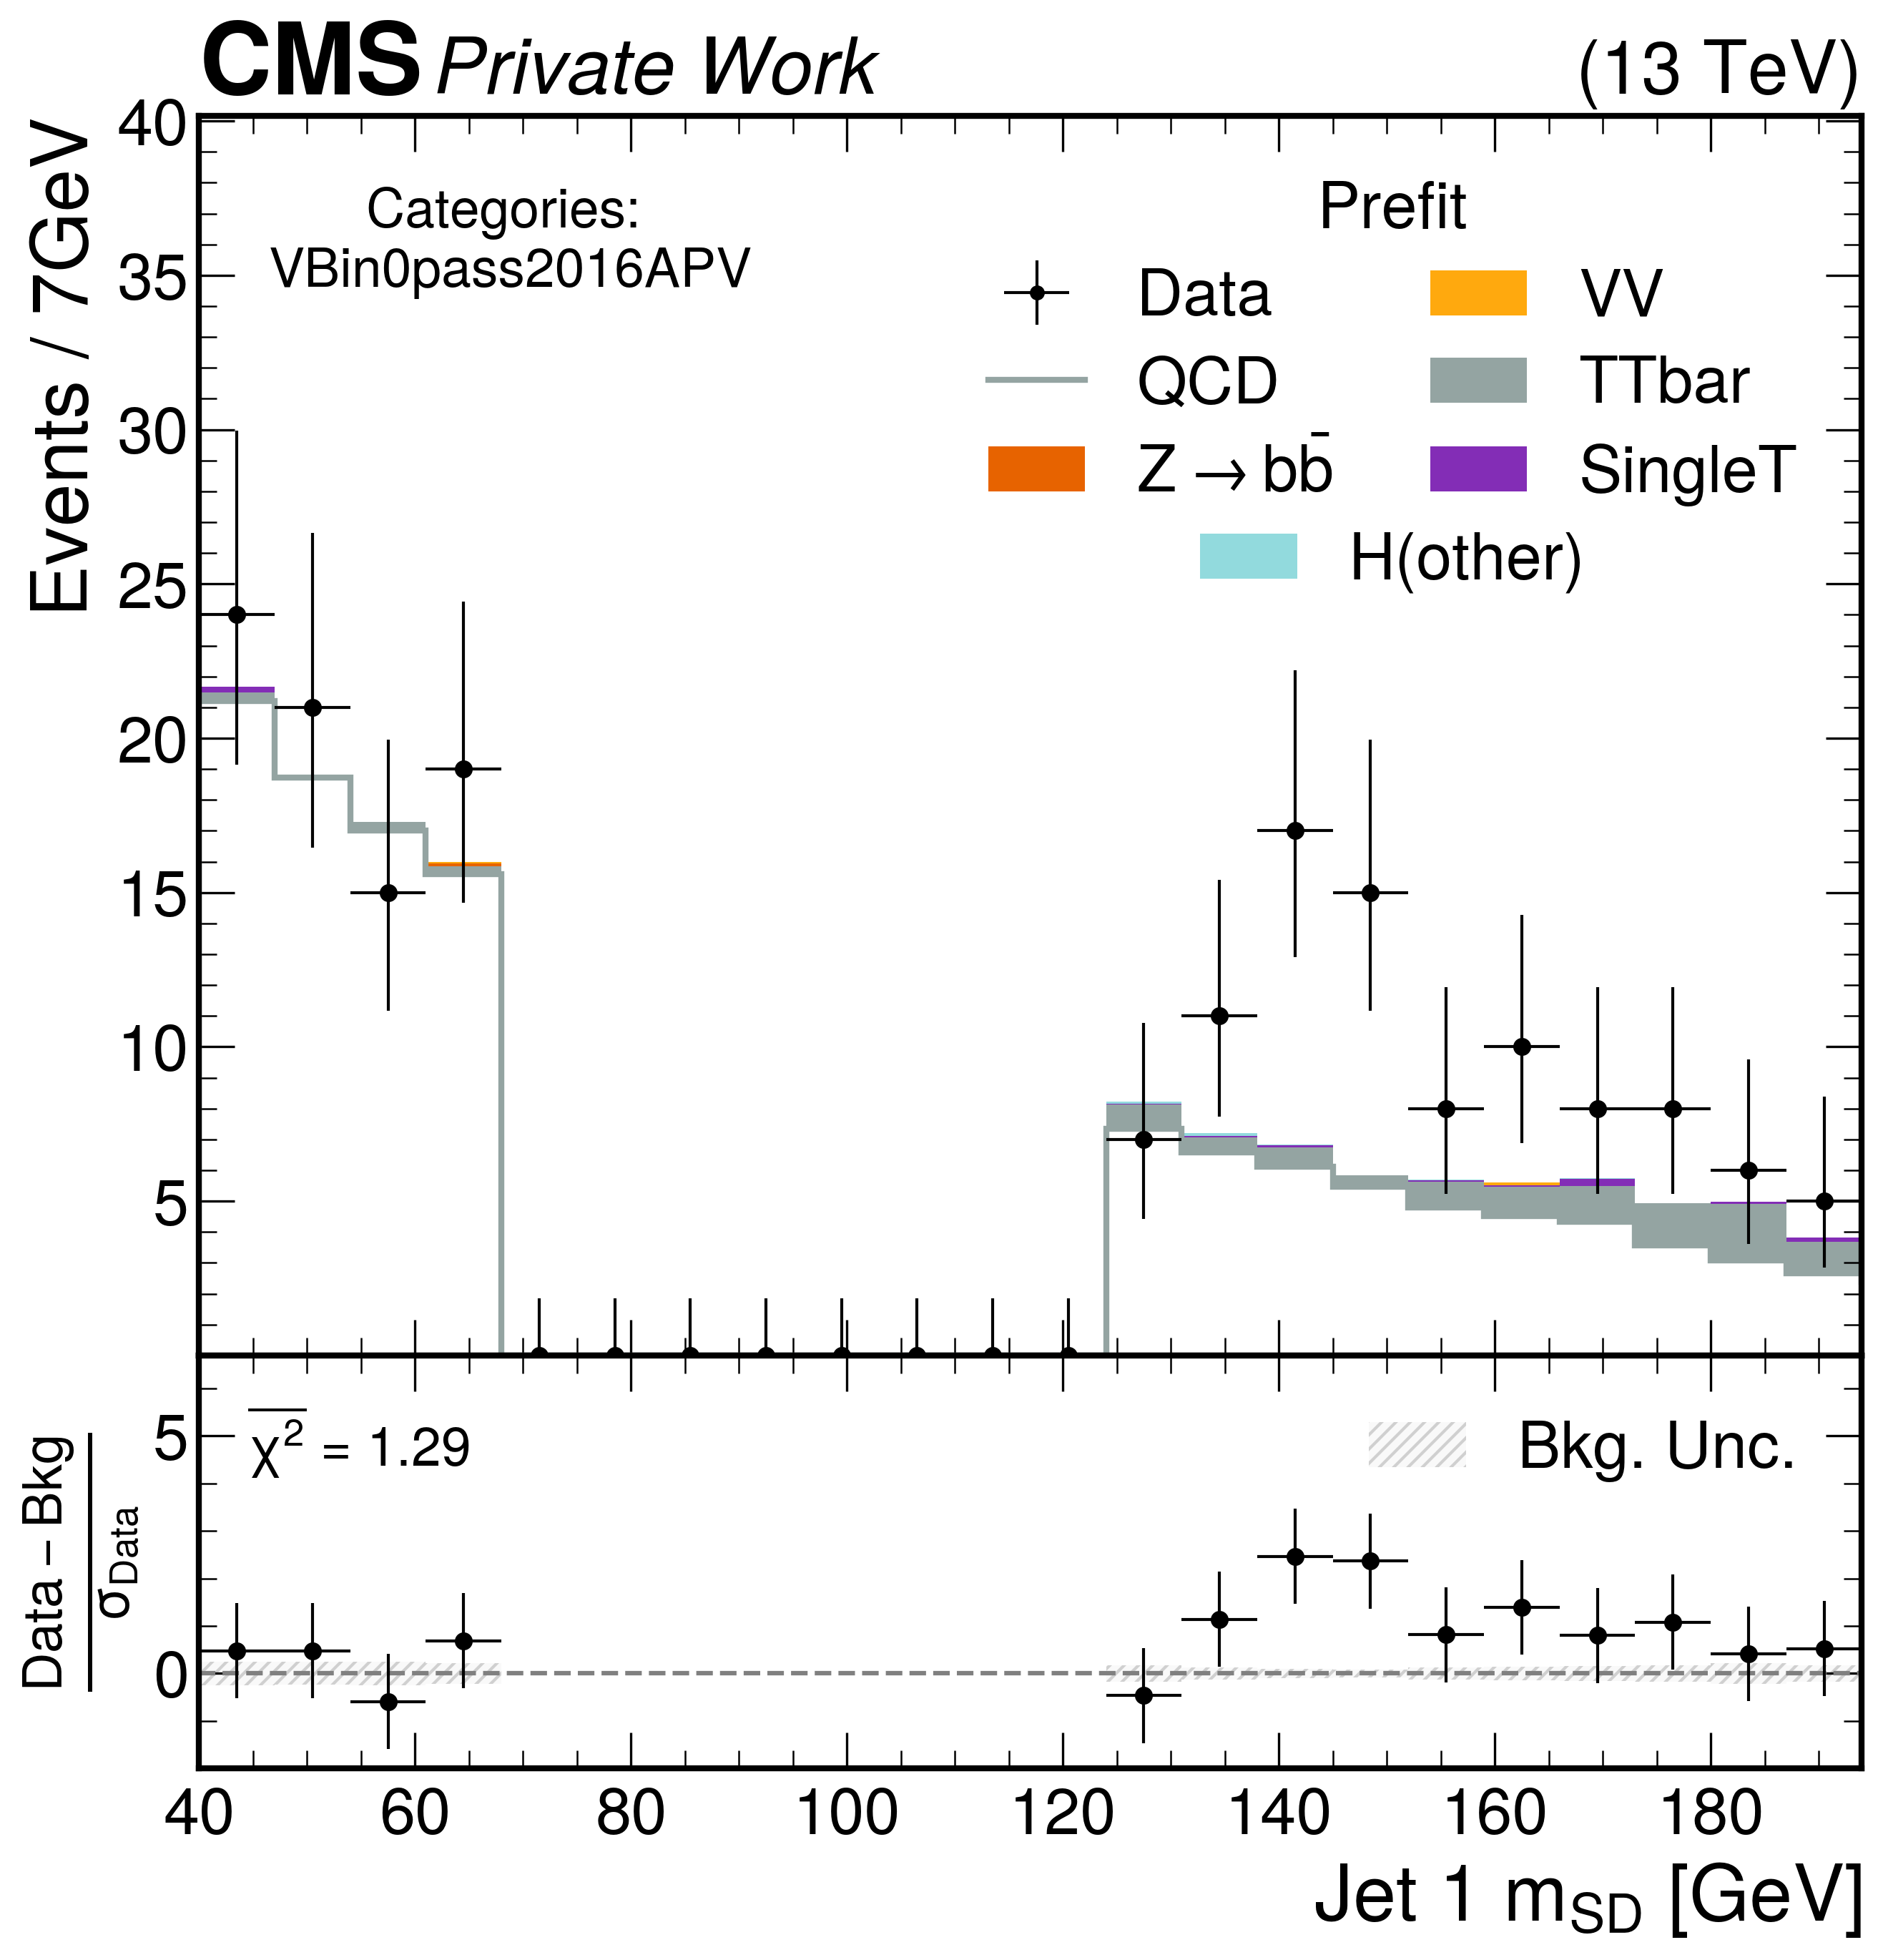 CMS Private Work (13 TeV)
Events / 7GeV
40
35
30
25
20
15
10
5
Categories:
VBin0pass2016APV
Prefit
Data
VV
QCD
TTbar
Z → bb̄
SingleT
H(other)
Data − Bkg
σData
5
0
χ² = 1.29
Bkg. Unc.
40 60 80 100 120 140 160 180
Jet 1 mSD [GeV]